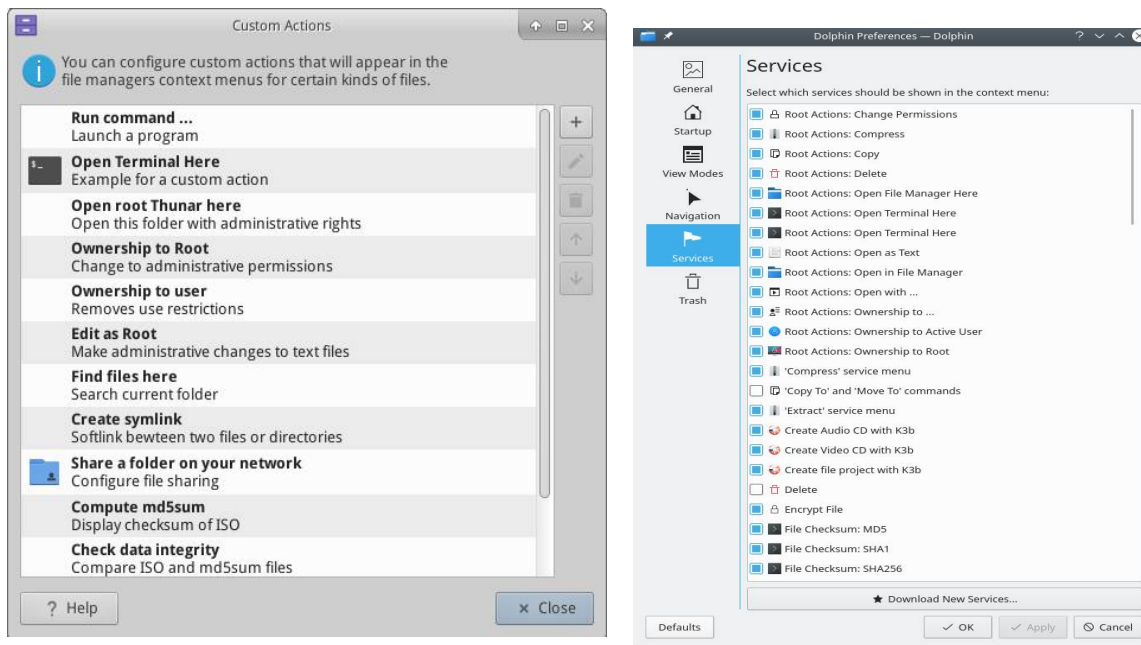 Custom Actions
You can configure custom actions that will appear in the
file managers context menus for certain kinds of files.
Run command ...
Launch a program
Open Terminal Here
Example for a custom action
Open root Thunar here
Open this folder with administrative rights
Ownership to Root
Change to administrative permissions
Ownership to user
Removes use restrictions
Edit as Root
Make administrative changes to text files
Find files here
Search current folder
Create symlink
Softlink bewteen two files or directories
Share a folder on your network
Configure file sharing
Compute md5sum
Display checksum of ISO
Check data integrity
Compare ISO and md5sum files
? Help
× Close
Dolphin Preferences — Dolphin
General
Startup
View Modes
Navigation
Services
Trash
Services
Select which services should be shown in the context menu:
Root Actions: Change Permissions
Root Actions: Compress
Root Actions: Copy
Root Actions: Delete
Root Actions: Open File Manager Here
Root Actions: Open Terminal Here
Root Actions: Open Terminal Here
Root Actions: Open as Text
Root Actions: Open in File Manager
Root Actions: Open with ...
Root Actions: Ownership to ...
Root Actions: Ownership to Active User
Root Actions: Ownership to Root
'Compress' service menu
'Copy To' and 'Move To' commands
'Extract' service menu
Create Audio CD with K3b
Create Video CD with K3b
Create file project with K3b
Delete
Encrypt File
File Checksum: MD5
File Checksum: SHA1
File Checksum: SHA256
★ Download New Services...
Defaults
OK
Apply
Cancel